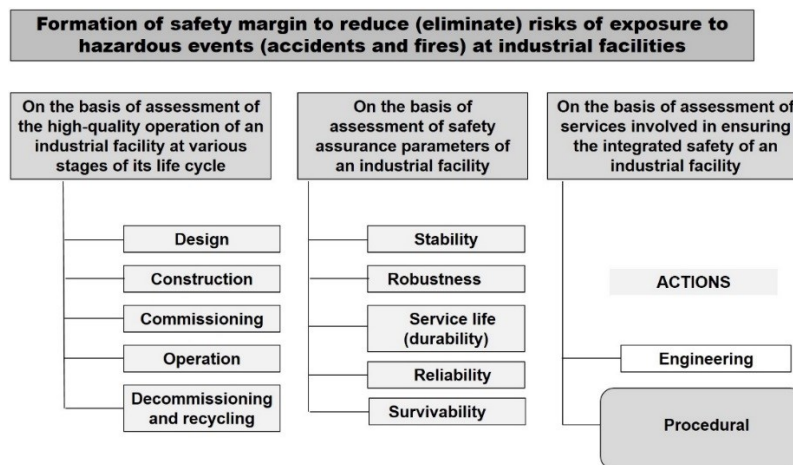 Formation of safety margin to reduce (eliminate) risks of exposure to
hazardous events (accidents and fires) at industrial facilities
On the basis of assessment of
the high-quality operation of an
industrial facility at various
stages of its life cycle
Design
Construction
Commissioning
Operation
Decommissioning
and recycling
On the basis of
assessment of safety
assurance parameters of
an industrial facility
Stability
Robustness
Service life
(durability)
Reliability
Survivability
On the basis of assessment of
services involved in ensuring
the integrated safety of an
industrial facility
ACTIONS
Engineering
Procedural